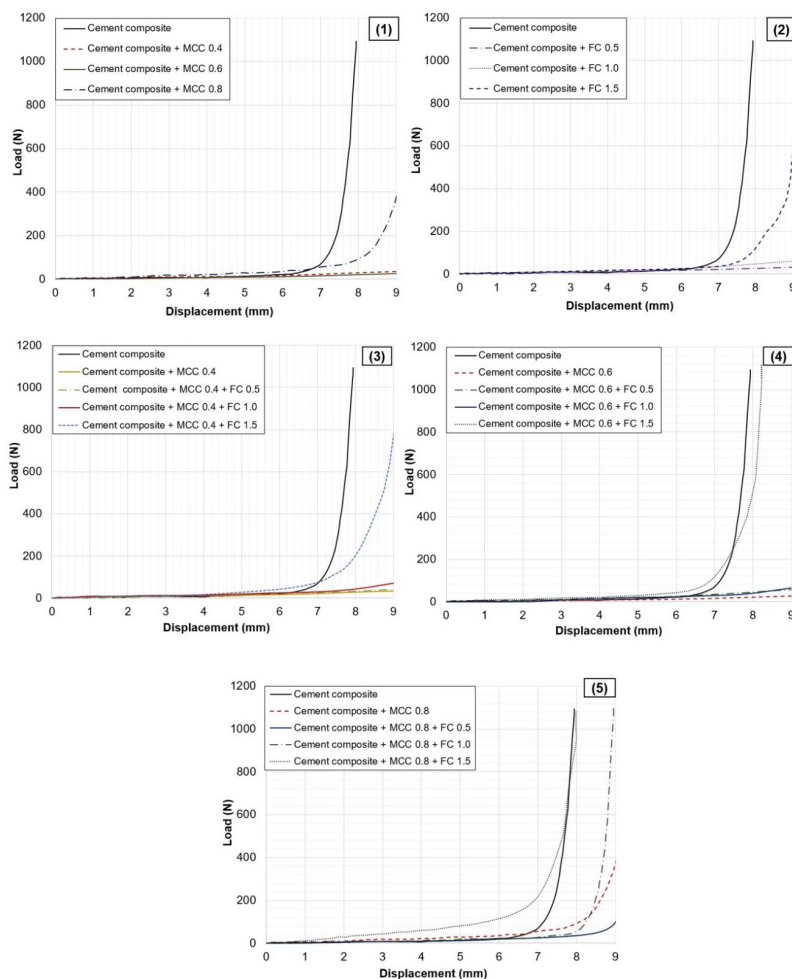 (1)
Cement composite
Cement composite + MCC 0.4
Cement composite + MCC 0.6
Cement composite + MCC 0.8
1200
1000
800
600
400
200
0
Load (N)
0 1 2 3 4 5 6 7 8 9
Displacement (mm)
(2)
Cement composite
Cement composite + FC 0.5
Cement composite + FC 1.0
Cement composite + FC 1.5
1200
1000
800
600
400
200
0
Load (N)
0 1 2 3 4 5 6 7 8 9
Displacement (mm)
(3)
Cement composite
Cement composite + MCC 0.4
Cement composite + MCC 0.4 + FC 0.5
Cement composite + MCC 0.4 + FC 1.0
Cement composite + MCC 0.4 + FC 1.5
1200
1000
800
600
400
200
0
Load (N)
0 1 2 3 4 5 6 7 8 9
Displacement (mm)
(4)
Cement composite
Cement composite + MCC 0.6
Cement composite + MCC 0.6 + FC 0.5
Cement composite + MCC 0.6 + FC 1.0
Cement composite + MCC 0.6 + FC 1.5
1200
1000
800
600
400
200
0
Load (N)
0 1 2 3 4 5 6 7 8 9
Displacement (mm)
(5)
Cement composite
Cement composite + MCC 0.8
Cement composite + MCC 0.8 + FC 0.5
Cement composite + MCC 0.8 + FC 1.0
Cement composite + MCC 0.8 + FC 1.5
1200
1000
800
600
400
200
0
Load (N)
0 1 2 3 4 5 6 7 8 9
Displacement (mm)